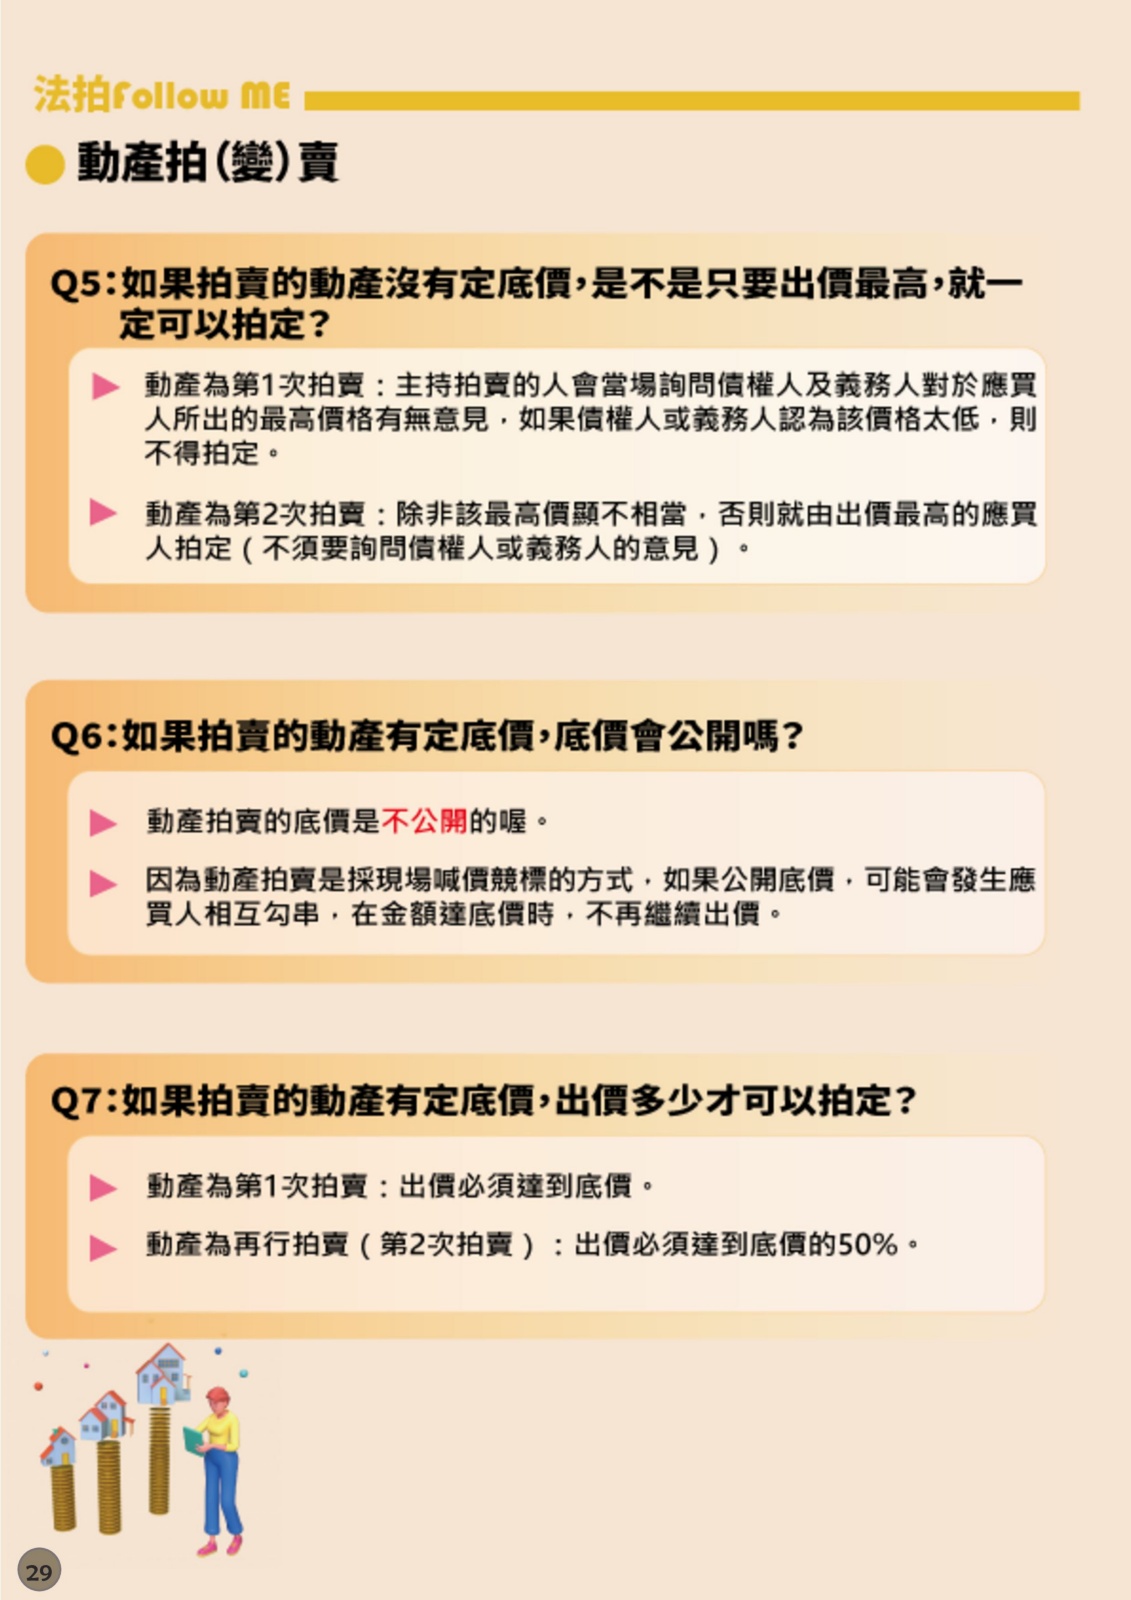 法拍Follow ME
動產拍(變)賣
Q5:如果拍賣的動產沒有定底價,是不是只要出價最高,就一
定可以拍定?
動產為第1次拍賣:主持拍賣的人會當場詢問債權人及義務人對於應買
人所出的最高價格有無意見,如果債權人或義務人認為該價格太低,則
不得拍定。
動產為第2次拍賣:除非該最高價顯不相當,否則就由出價最高的應買
人拍定(不須要詢問債權人或義務人的意見)。
Q6:如果拍賣的動產有定底價,底價會公開嗎?
動產拍賣的底價是不公開的喔。
因為動產拍賣是採現場喊價競標的方式,如果公開底價,可能會發生應
買人相互勾串,在金額達底價時,不再繼續出價。
Q7:如果拍賣的動產有定底價,出價多少才可以拍定?
動產為第1次拍賣:出價必須達到底價。
動產為再行拍賣(第2次拍賣):出價必須達到底價的50%。
29